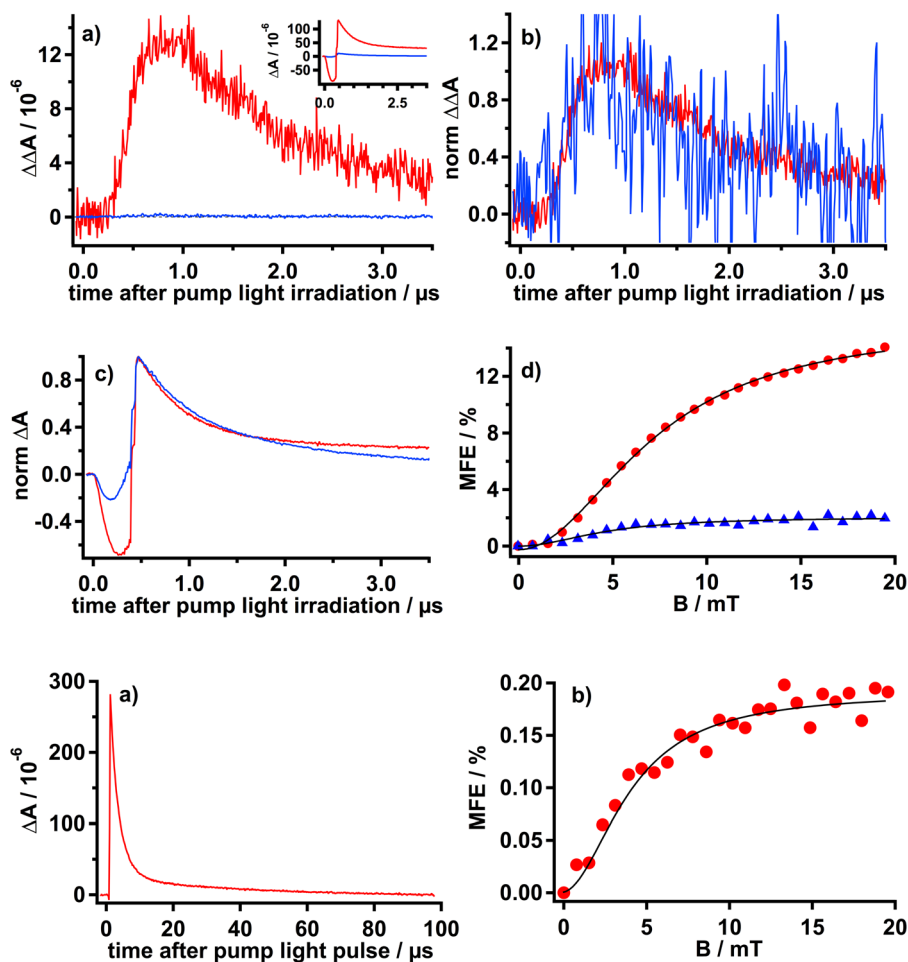 a)
ΔΔA / 10-6
12
8
4
0
0.0 1.0 2.0 3.0
time after pump light irradiation / µs
ΔA / 10-6
100
50
0
-50
0.0 2.5
b)
norm ΔΔA
1.2
0.8
0.4
0.0
0.0 1.0 2.0 3.0
time after pump light irradiation / µs
c)
norm ΔA
0.8
0.4
0.0
-0.4
0.0 1.0 2.0 3.0
time after pump light irradiation / µs
d)
MFE / %
12
8
4
0
0 5 10 15 20
B / mT
a)
ΔA / 10-6
300
200
100
0
0 20 40 60 80 100
time after pump light pulse / µs
b)
MFE / %
0.20
0.15
0.10
0.05
0.00
0 5 10 15 20
B / mT